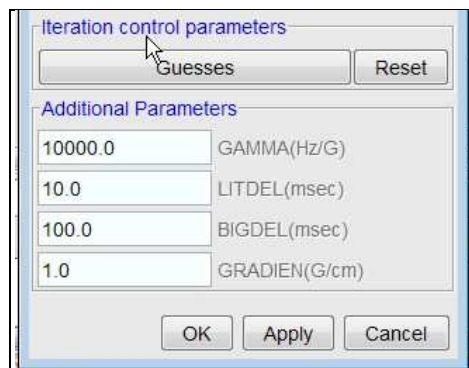 Iteration control parameters
Guesses Reset
Additional Parameters
10000.0 GAMMA(Hz/G)
10.0 LITDEL(msec)
100.0 BIGDEL(msec)
1.0 GRADIEN(G/cm)
OK Apply Cancel